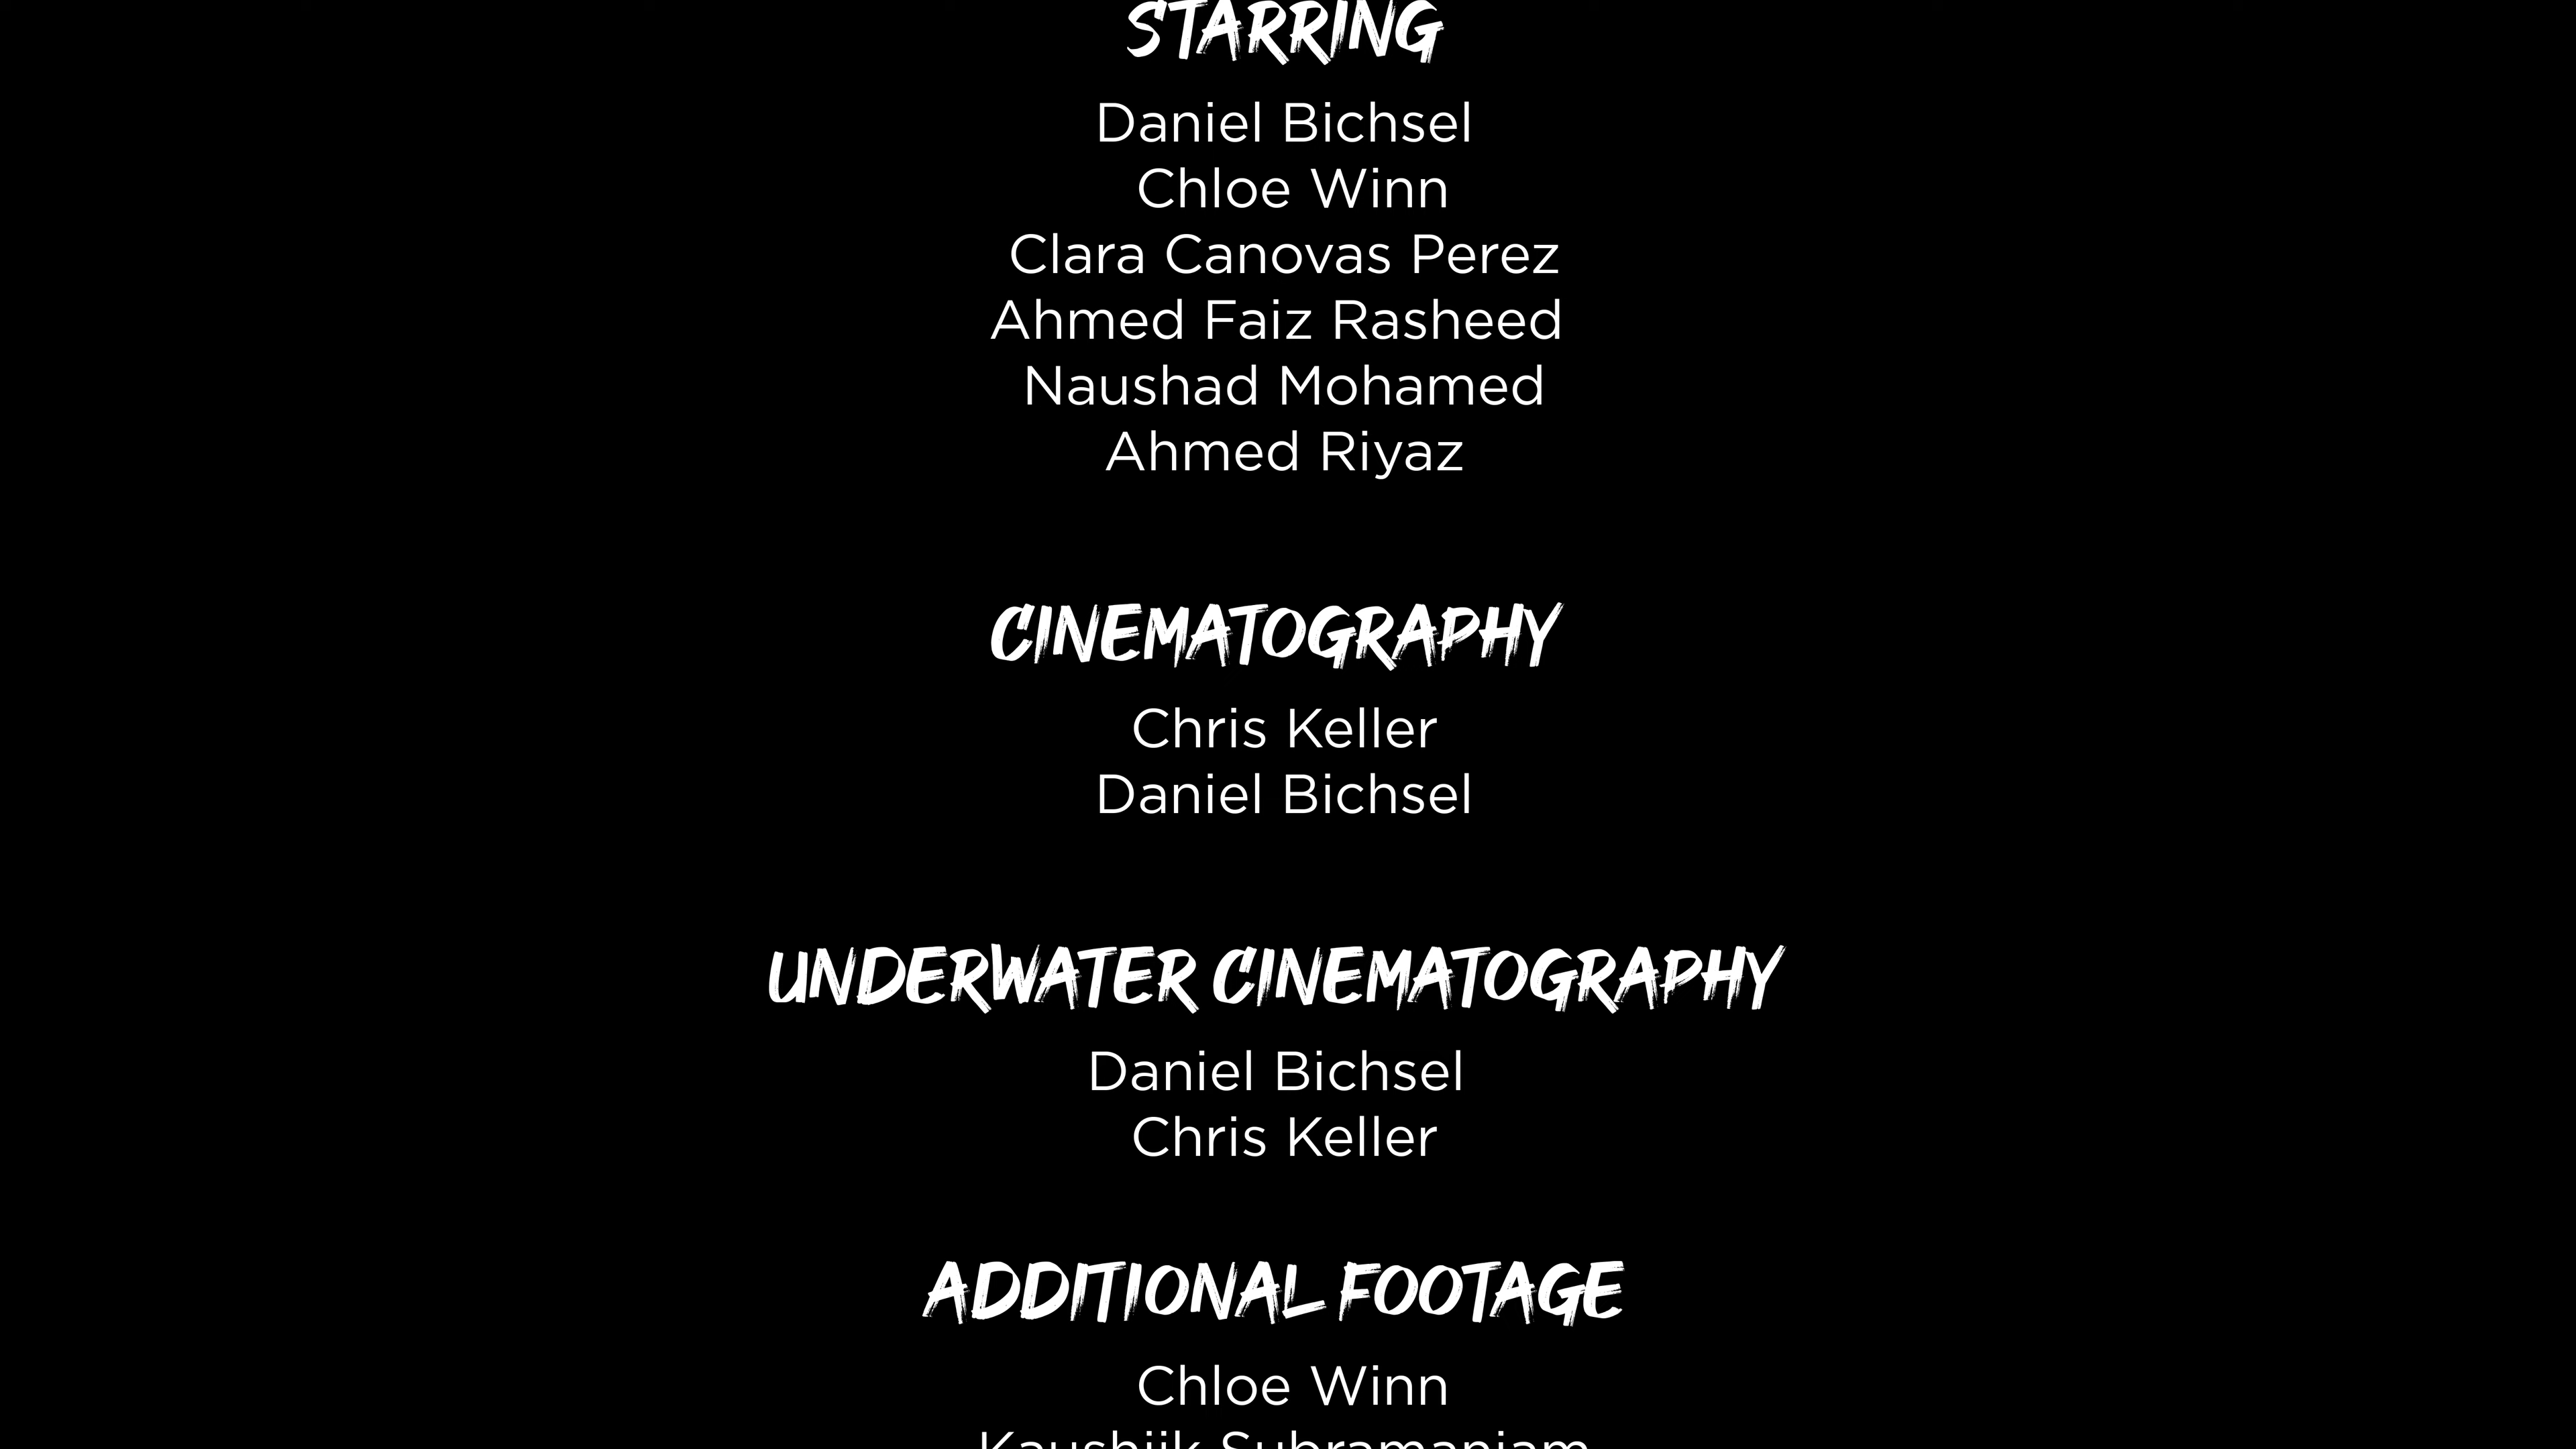 STARRING
Daniel Bichsel
Chloe Winn
Clara Canovas Perez
Ahmed Faiz Rasheed
Naushad Mohamed
Ahmed Riyaz
CINEMATOGRAPHY
Chris Keller
Daniel Bichsel
UNDERWATER CINEMATOGRAPHY
Daniel Bichsel
Chris Keller
ADDITIONAL FOOTAGE
Chloe Winn